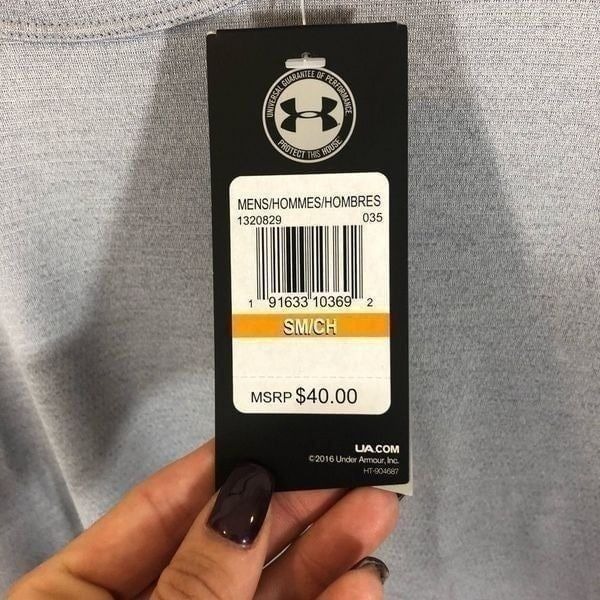 UNIVERSAL GUARANTEE OF PERFORMANCE
PROTECT THIS HOUSE
MENS/HOMMES/HOMBRES
1320829 035
1 91633 10369 2
SM/CH
MSRP $40.00
UA.COM
©2016 Under Armour, Inc.
HT-904687